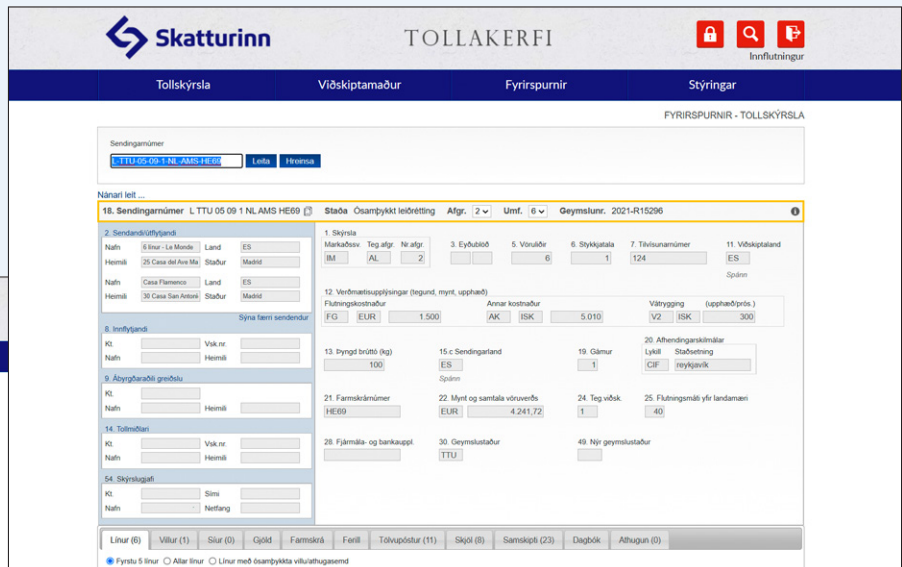 Skatturinn
TOLLAKERFI
Innflutningur
Tollskýrsla Viðskiptamaður Fyrirspurnir Stýringar
FYRIRSPURNIR - TOLLSKÝRSLA
Sendingarnúmer
L-TTU-05-09-1-NL-AMS-HE69 Leita Hreinsa
Nánari leit ...
18. Sendingarnúmer L TTU 05 09 1 NL AMS HE69 Staða Ósamþykkt leiðrétting Afgr. 2 Umf. 6 Geymslunr. 2021-R15296
2. Sendandi/útflytjandi
Nafn 6 línur - Le Monde Land ES
Heimili 25 Casa del Ave Ma Staður Madrid
Nafn Casa Flamenco Land ES
Heimili 30 Casa San Antoni Staður Madrid
Sýna færri sendendur
8. Innflytjandi
Kt. Vsk.nr.
Nafn Heimili
9. Ábyrgðaraðili greiðslu
Kt.
Nafn Heimili
14. Tollmiðlari
Kt. Vsk.nr.
Nafn Heimili
54. Skýrslugjafi
Kt. Sími
Nafn Netfang
1. Skýrsla 3. Eyðublöð 5. Vöruliðir 6. Stykkjatala 7. Tilvísunarnúmer 11. Viðskiptaland
Markaðssv. Teg.afgr. Nr.afgr.
IM AL 2 6 1 124 ES
Spánn
12. Verðmætisupplýsingar (tegund, mynt, upphæð)
Flutningskostnaður Annar kostnaður Vátrygging (upphæð/prós.)
FG EUR 1.500 AK ISK 5.010 V2 ISK 300
13. Þyngd brúttó (kg) 15.c Sendingarland 19. Gámur 20. Afhendingarskilmálar
Lykill Staðsetning
100 ES 1 CIF reykjavík
Spánn
21. Farmskrárnúmer 22. Mynt og samtala vöruverðs 24. Teg.viðsk. 25. Flutningsmáti yfir landamæri
HE69 EUR 4.241,72 1 40
28. Fjármála- og bankauppl. 30. Geymslustaður 49. Nýr geymslustaður
TTU
Línur (6) Villur (1) Síur (0) Gjöld Farmskrá Ferill Tölvupóstur (11) Skjöl (8) Samskipti (23) Dagbók Athugun (0)
Fyrstu 5 línur Allar línur Línur með ósamþykkta villu/athugasemd